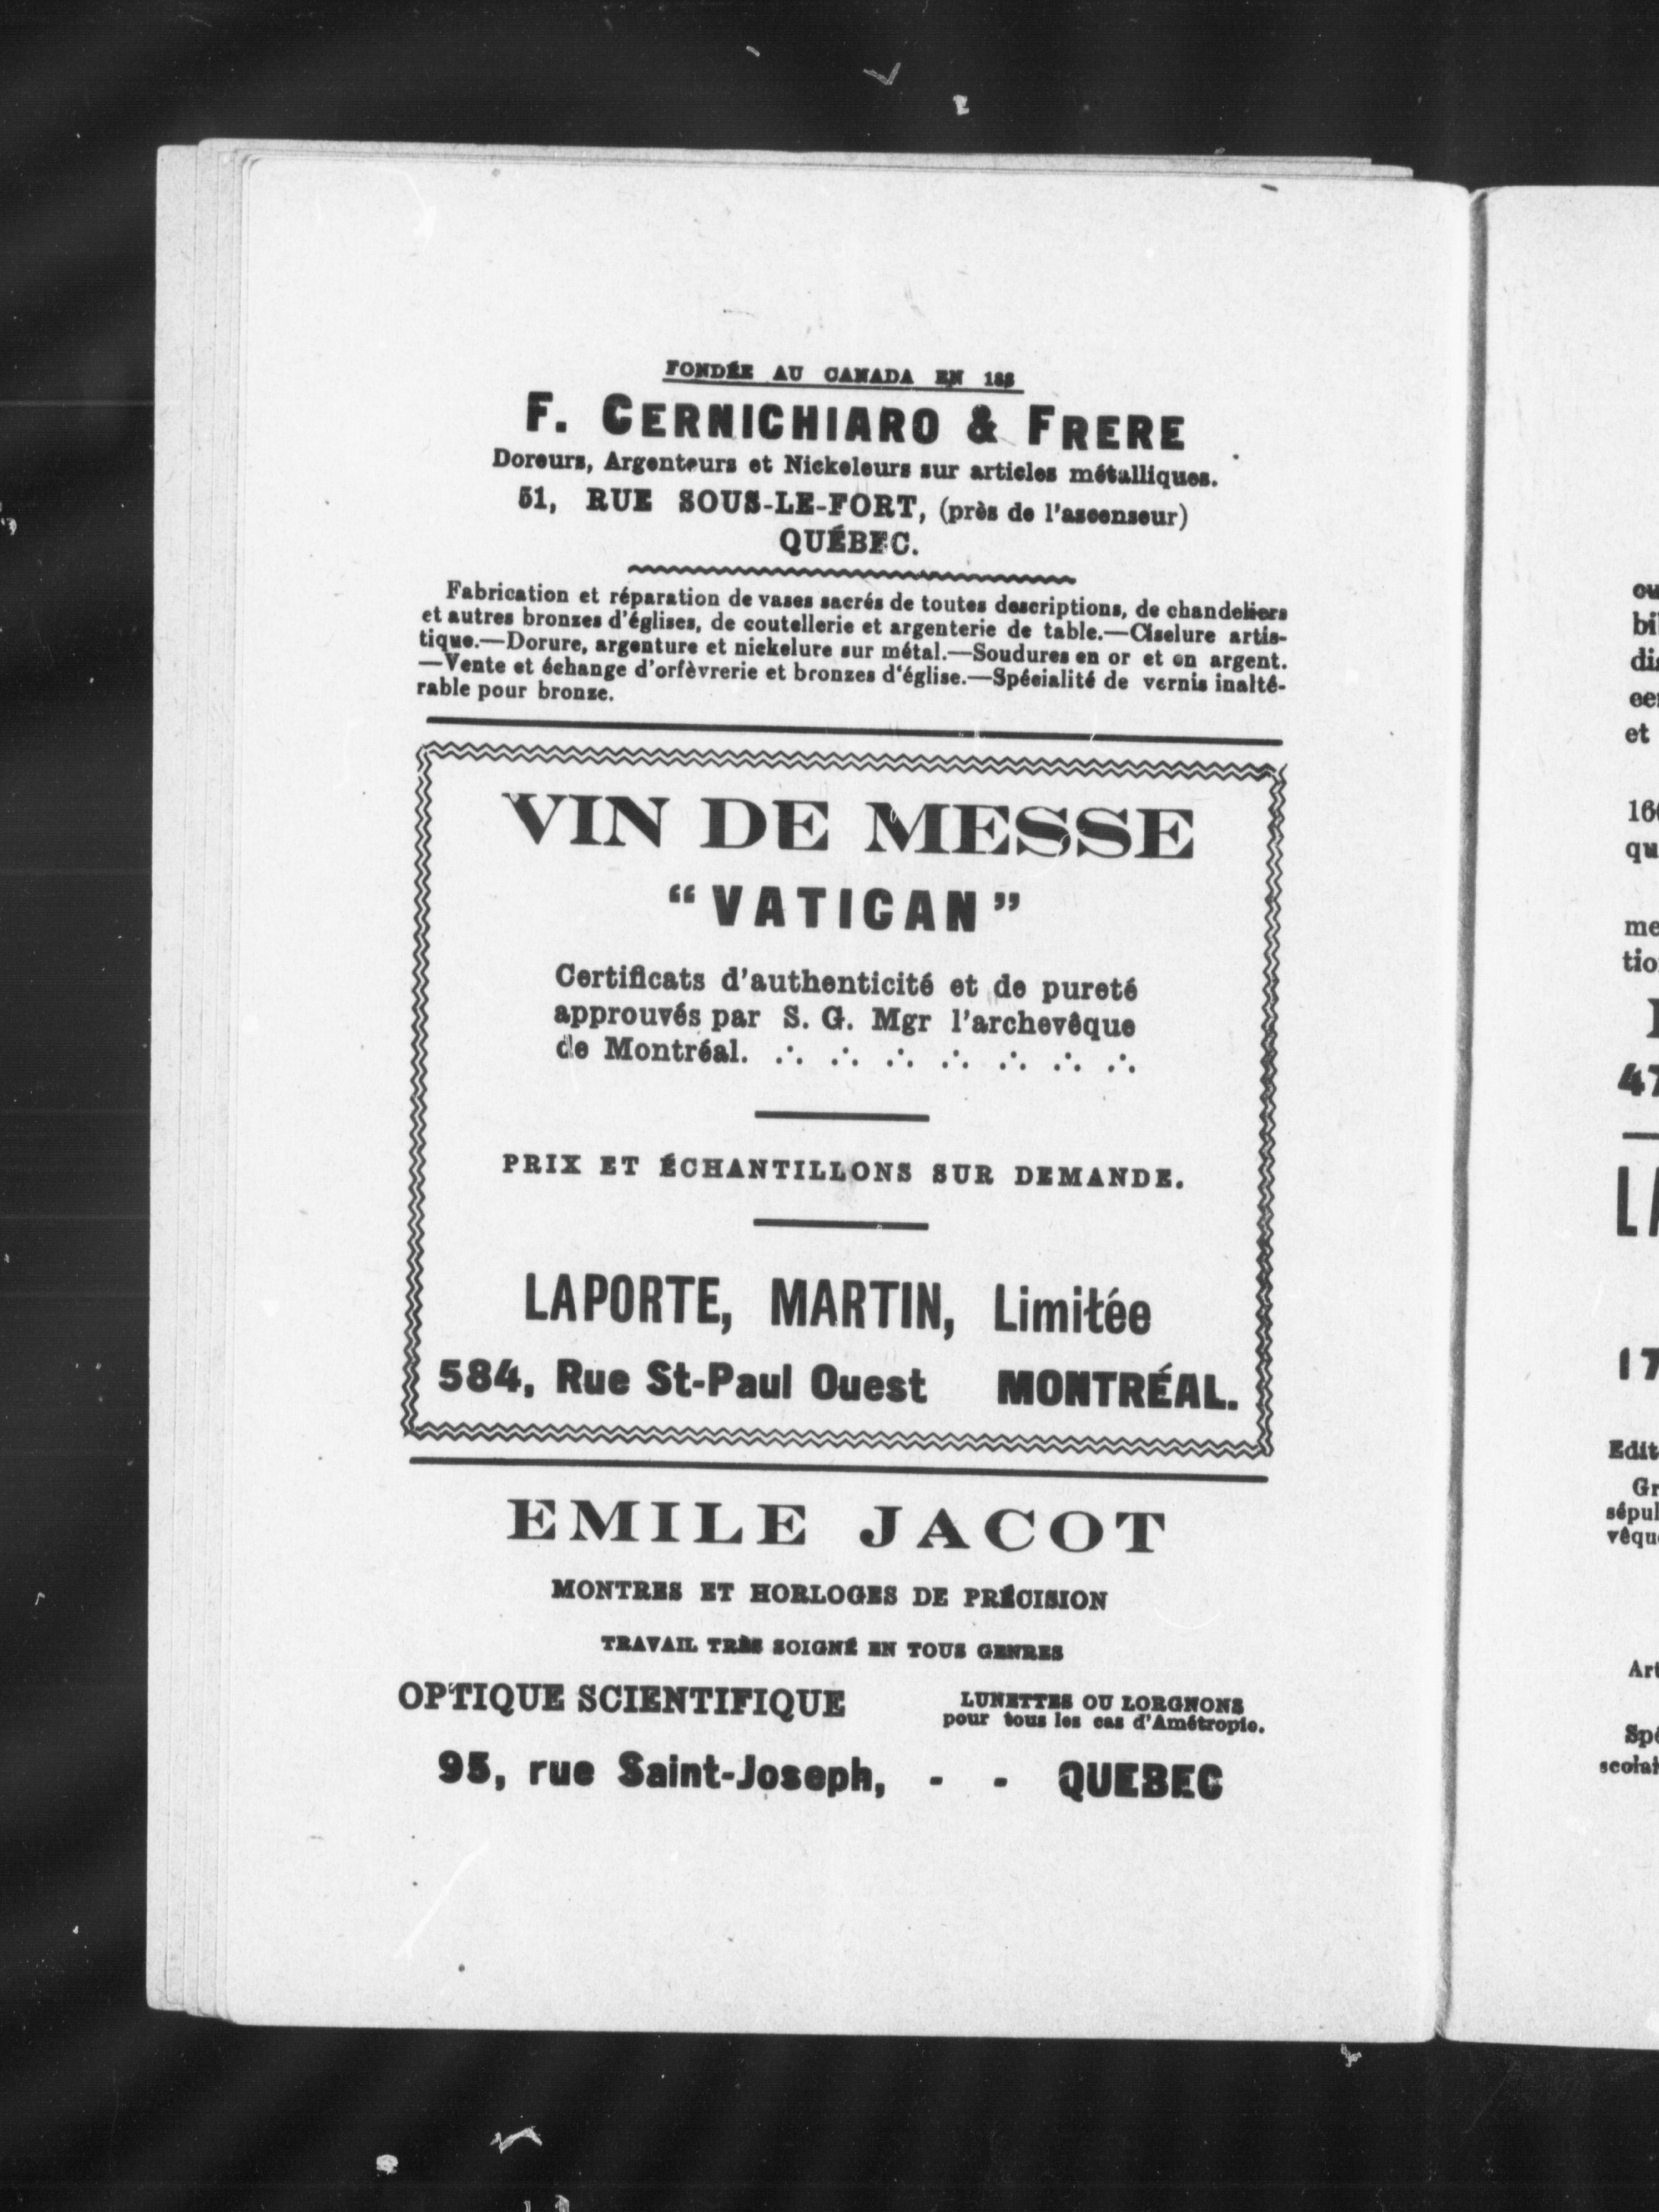 FONDÉE AU CANADA EN 188
F. CERNICHIARO & FRERE
Doreurs, Argenteurs et Nickeleurs sur articles métalliques.
51, RUE SOUS-LE-FORT, (près de l'ascenseur)
QUÉBEC.
Fabrication et réparation de vases sacrés de toutes descriptions, de chandeliers
et autres bronzes d'églises, de coutellerie et argenterie de table.—Ciselure artis-
tique.—Dorure, argenture et nickelure sur métal.—Soudures en or et en argent.
—Vente et échange d'orfèvrerie et bronzes d'église.—Spécialité de vernis inalté-
rable pour bronze.
VIN DE MESSE
"VATICAN"
Certificats d'authenticité et de pureté
approuvés par S. G. Mgr l'archevêque
de Montréal. ∴ ∴ ∴ ∴ ∴ ∴ ∴
PRIX ET ÉCHANTILLONS SUR DEMANDE.
LAPORTE, MARTIN, Limitée
584, Rue St-Paul Ouest MONTRÉAL.
EMILE JACOT
MONTRES ET HORLOGES DE PRÉCISION
TRAVAIL TRÈS SOIGNÉ EN TOUS GENRES
OPTIQUE SCIENTIFIQUE
LUNETTES OU LORGNONS
pour tous les cas d'Amétropie.
95, rue Saint-Joseph, - - QUEBEC